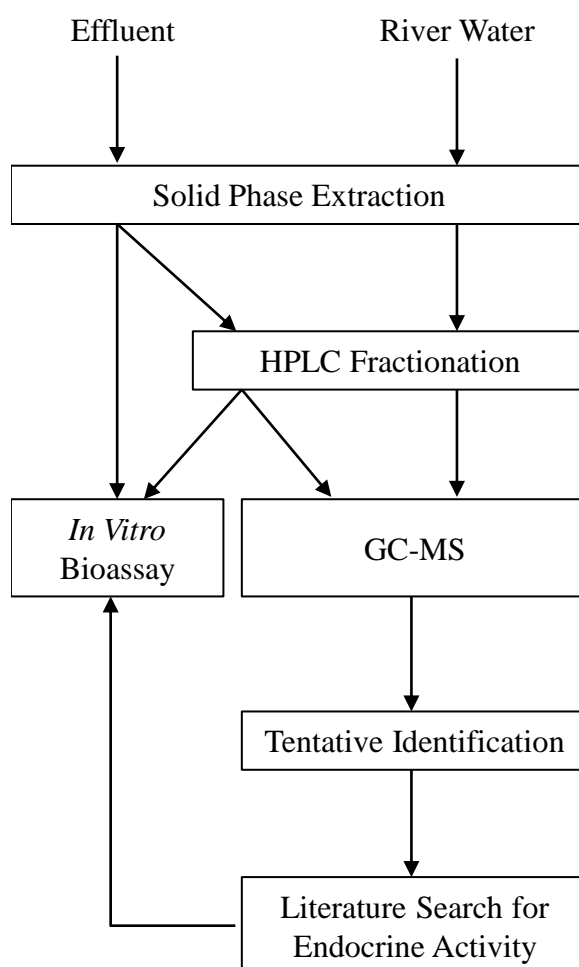 Effluent
River Water
Solid Phase Extraction
HPLC Fractionation
In Vitro
Bioassay
GC-MS
Tentative Identification
Literature Search for
Endocrine Activity